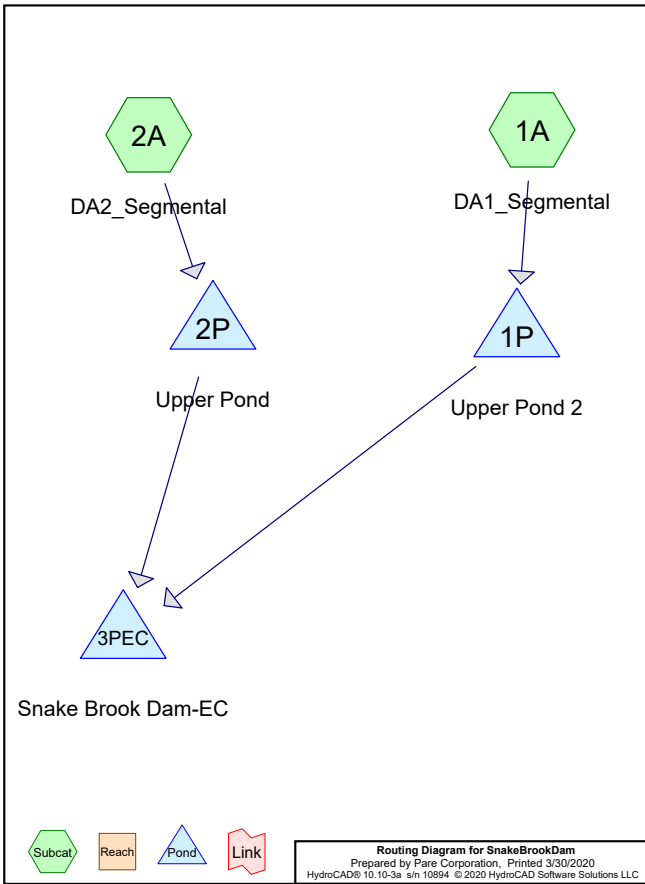 2A
1A
DA2_Segmental
DA1_Segmental
2P
1P
Upper Pond
Upper Pond 2
3PEC
Snake Brook Dam-EC
Subcat
Reach
Pond
Link
Routing Diagram for SnakeBrookDam
Prepared by Pare Corporation, Printed 3/30/2020
HydroCAD® 10.10-3a s/n 10894 © 2020 HydroCAD Software Solutions LLC